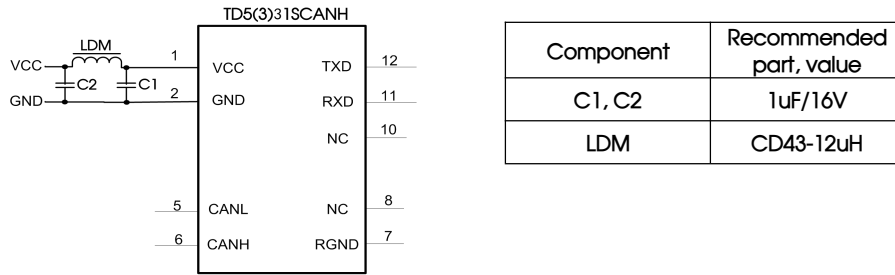 TD5(3)31SCANH
LDM
VCC
C2
C1
GND
1
VCC
TXD
12
2
GND
RXD
11
NC
10
5
CANL
NC
8
6
CANH
RGND
7
Component
Recommended
part, value
C1, C2
1uF/16V
LDM
CD43-12uH